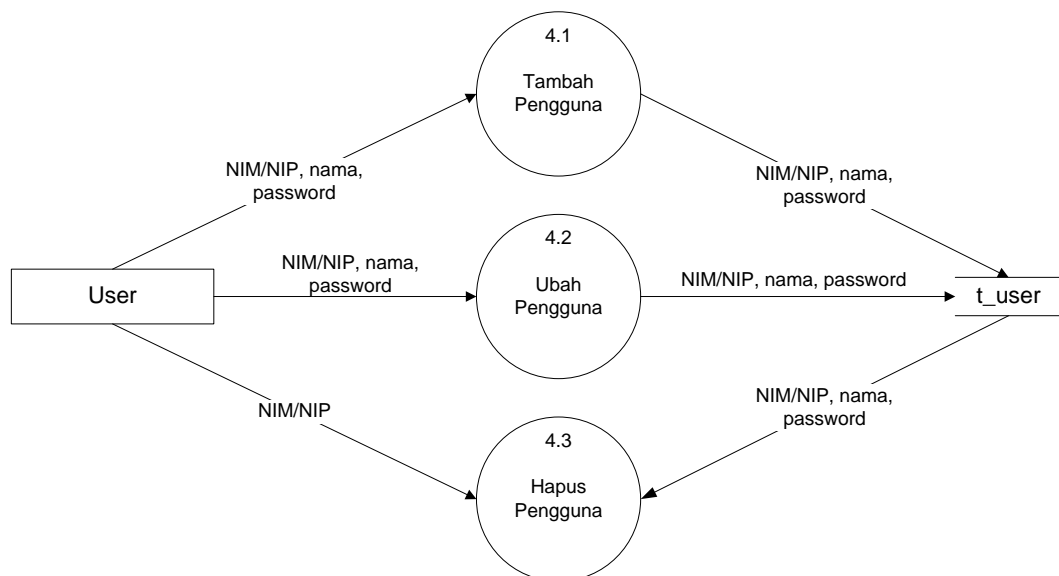 4.1
Tambah
Pengguna
NIM/NIP, nama,
password
NIM/NIP, nama,
password
User
NIM/NIP, nama,
password
4.2
Ubah
Pengguna
NIM/NIP, nama, password
t_user
NIM/NIP
4.3
Hapus
Pengguna
NIM/NIP, nama,
password